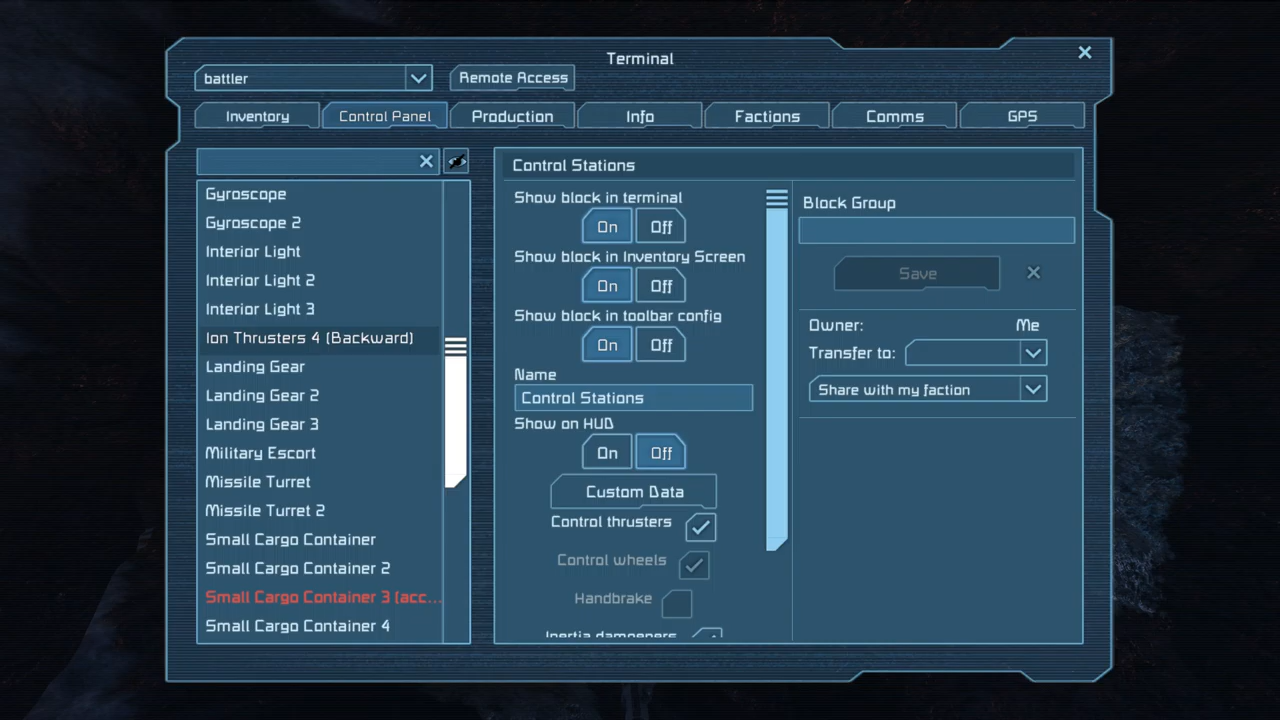 Terminal
battler
Remote Access
Inventory
Control Panel
Production
Info
Factions
Comms
GPS
Gyroscope
Gyroscope 2
Interior Light
Interior Light 2
Interior Light 3
Ion Thrusters 4 (Backward)
Landing Gear
Landing Gear 2
Landing Gear 3
Military Escort
Missile Turret
Missile Turret 2
Small Cargo Container
Small Cargo Container 2
Small Cargo Container 3 (acc...
Small Cargo Container 4
Control Stations
Show block in terminal
On Off
Show block in Inventory Screen
On Off
Show block in toolbar config
On Off
Name
Control Stations
Show on HUD
On Off
Custom Data
Control thrusters
Control wheels
Handbrake
Inertia dampeners
Block Group
Save
Owner: Me
Transfer to:
Share with my faction